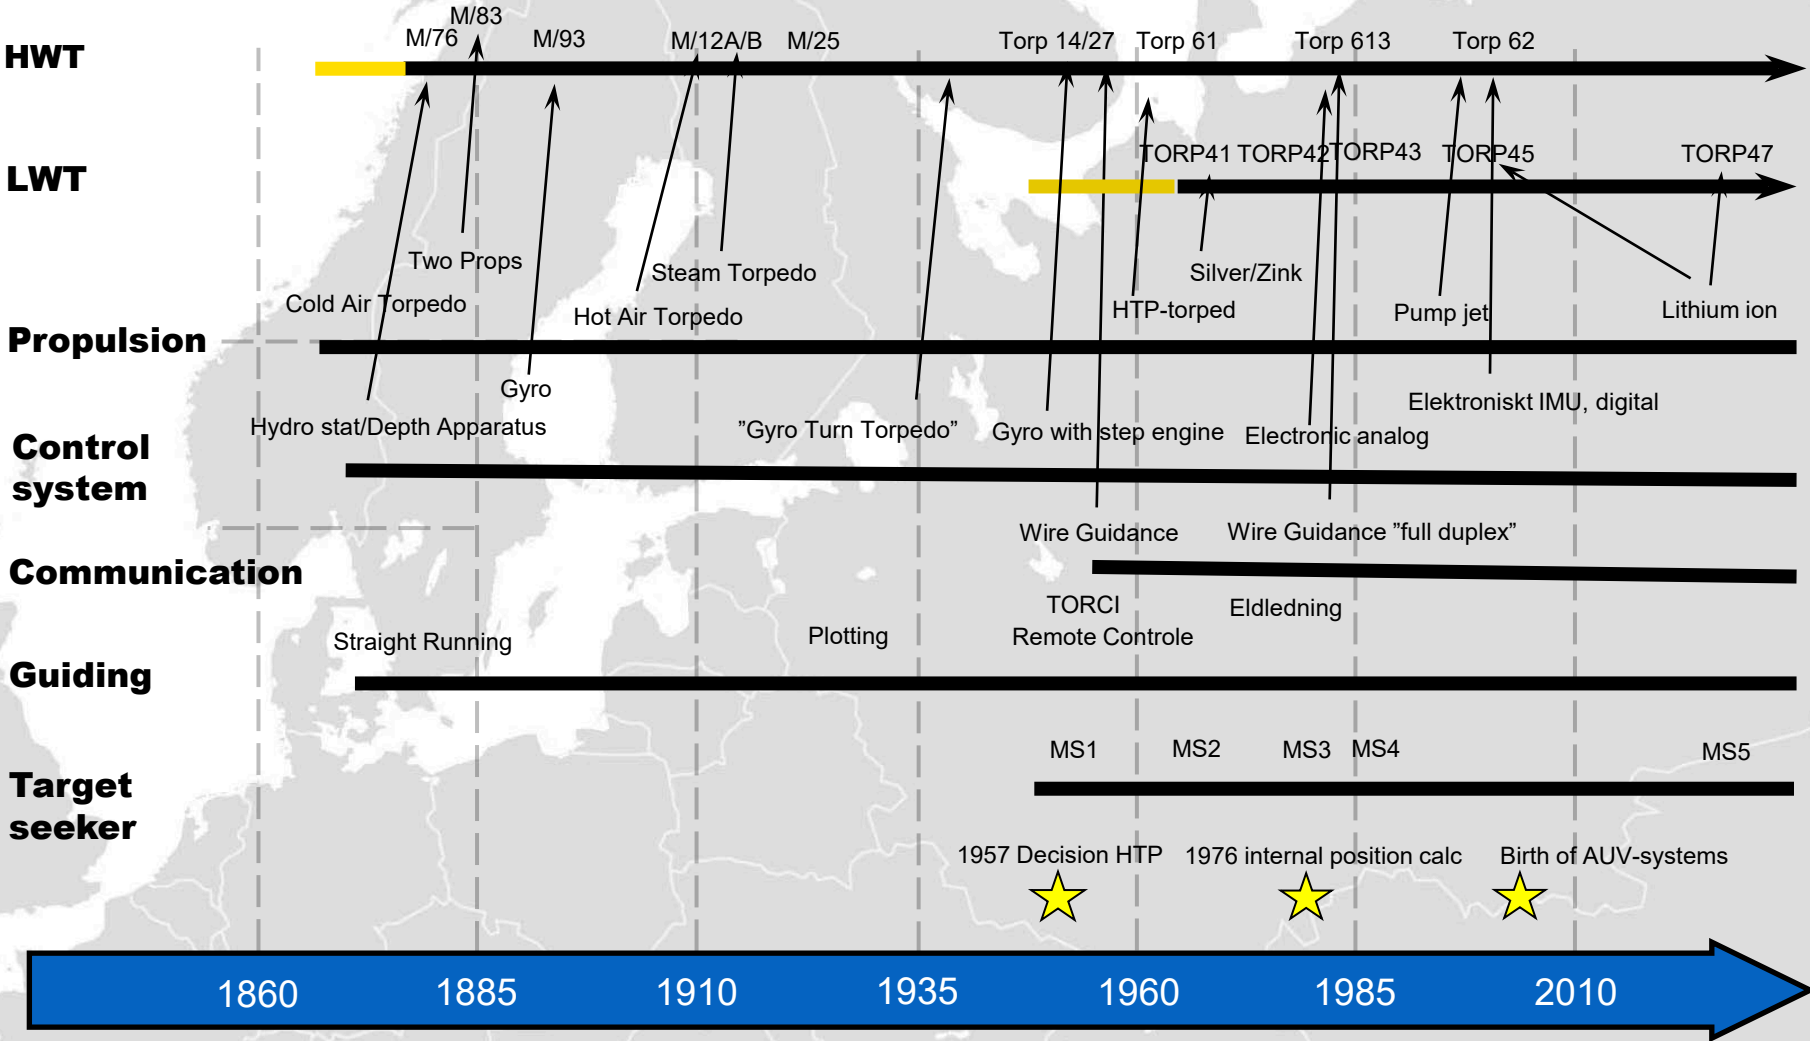 M/83
HWT
M/76
M/93
M/12A/B
M/25
Torp 14/27
Torp 61
Torp 613
Torp 62
LWT
TORP41
TORP42
TORP43
TORP45
TORP47
Two Props
Steam Torpedo
Silver/Zink
Cold Air Torpedo
Hot Air Torpedo
HTP-torped
Pump jet
Lithium ion
Propulsion
Gyro
Elektroniskt IMU, digital
Hydro stat/Depth Apparatus
”Gyro Turn Torpedo”
Gyro with step engine
Electronic analog
Control
system
Wire Guidance
Wire Guidance ”full duplex”
Communication
TORCI
Remote Controle
Eldledning
Straight Running
Plotting
Guiding
MS1
MS2
MS3
MS4
MS5
Target
seeker
1957 Decision HTP
1976 internal position calc
Birth of AUV-systems
1860
1885
1910
1935
1960
1985
2010